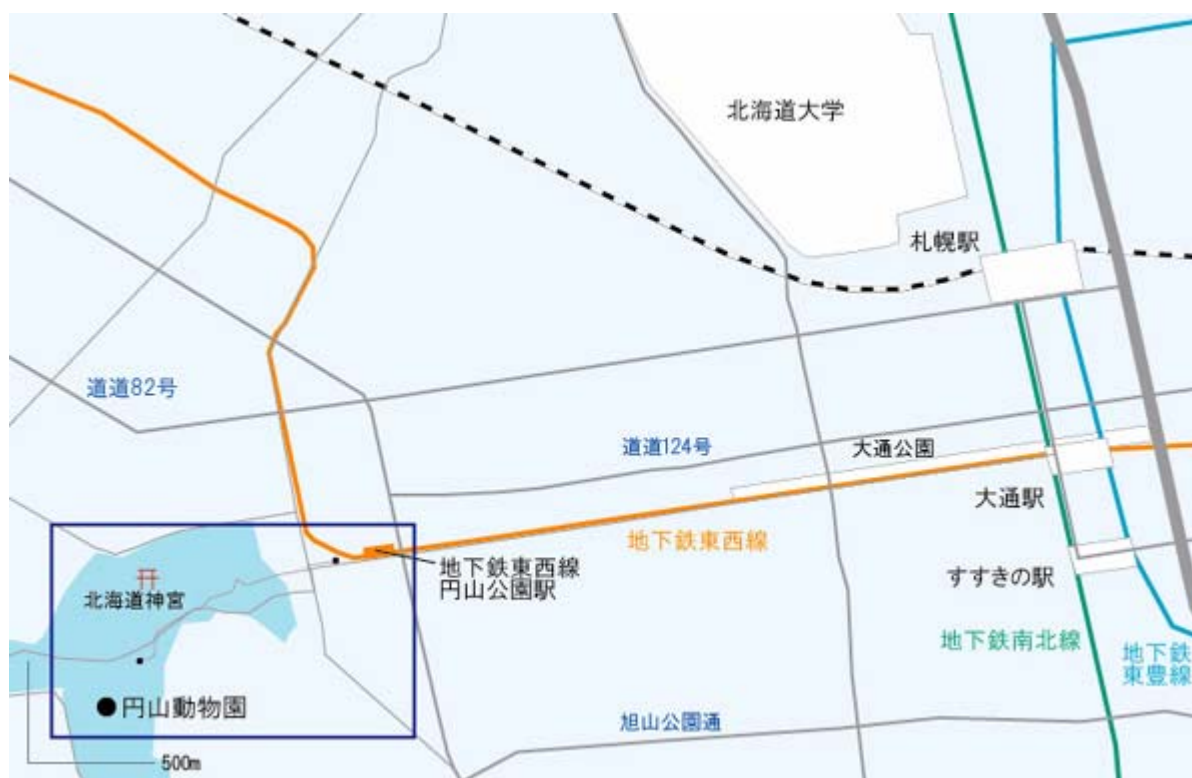 北海道大学
札幌駅
道道82号
道道124号
大通公園
大通駅
地下鉄東西線
地下鉄東西線
円山公園駅
すすきの駅
北海道神宮
地下鉄南北線
地下鉄
東豊線
円山動物園
旭山公園通
500m